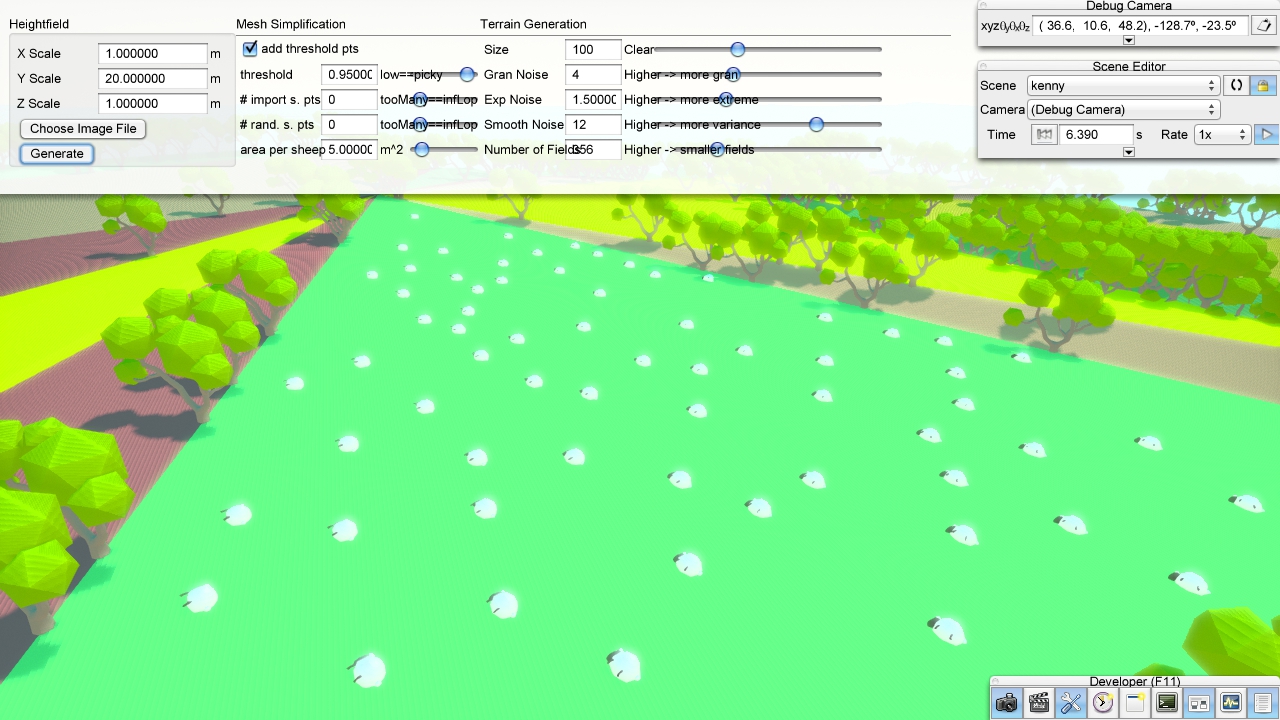 Heightfield
X Scale 1.000000 m
Y Scale 20.000000 m
Z Scale 1.000000 m
Choose Image File
Generate
Mesh Simplification
add threshold pts
threshold 0.95000 low==picky
# import s. pts 0 tooMany==infLop
# rand. s. pts 0 tooMany==infLop
area per sheep 5.00000 m^2
Terrain Generation
Size 100 Clear
Gran Noise 4 Higher -> more gran
Exp Noise 1.50000 Higher -> more extreme
Smooth Noise 12 Higher -> more variance
Number of Fields 356 Higher -> smaller fields
Debug Camera
xyz ( 36.6, 10.6, 48.2), -128.7º, -23.5º
Scene Editor
Scene kenny
Camera (Debug Camera)
Time 6.390 s Rate 1x
Developer (F11)